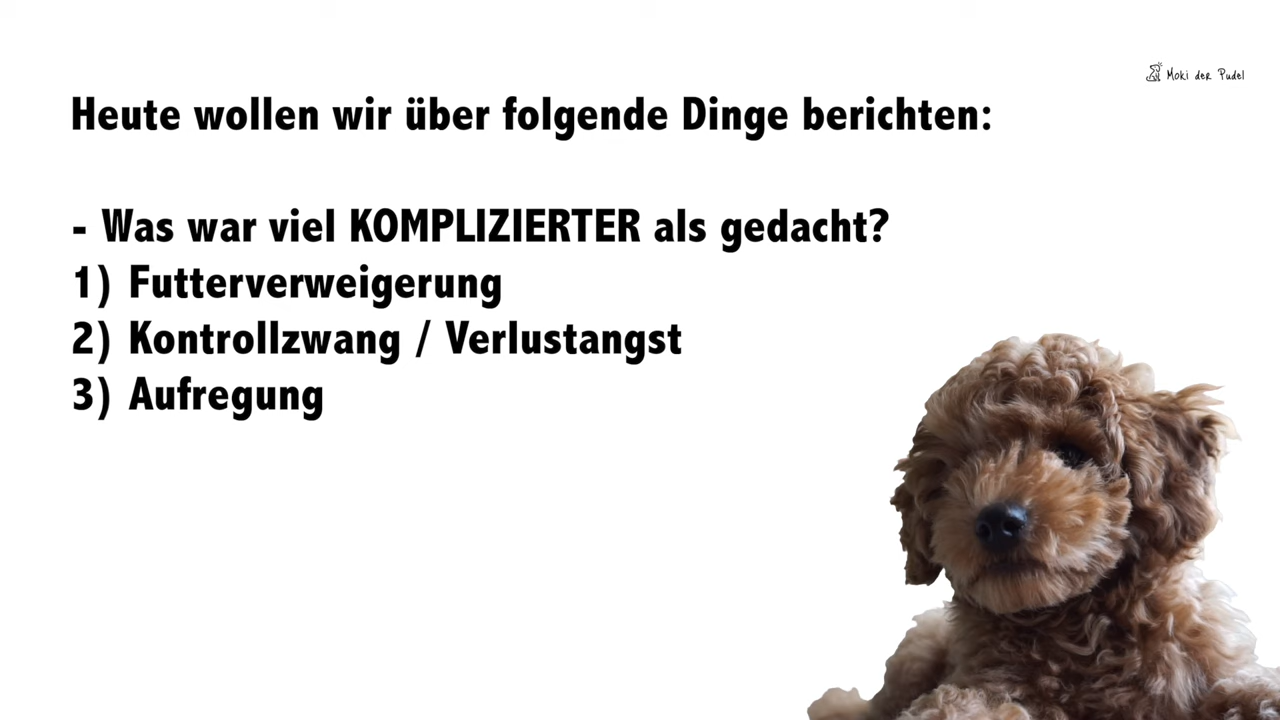 Moki der Pudel
Heute wollen wir über folgende Dinge berichten:
- Was war viel KOMPLIZIERTER als gedacht?
1) Futterverweigerung
2) Kontrollzwang / Verlustangst
3) Aufregung